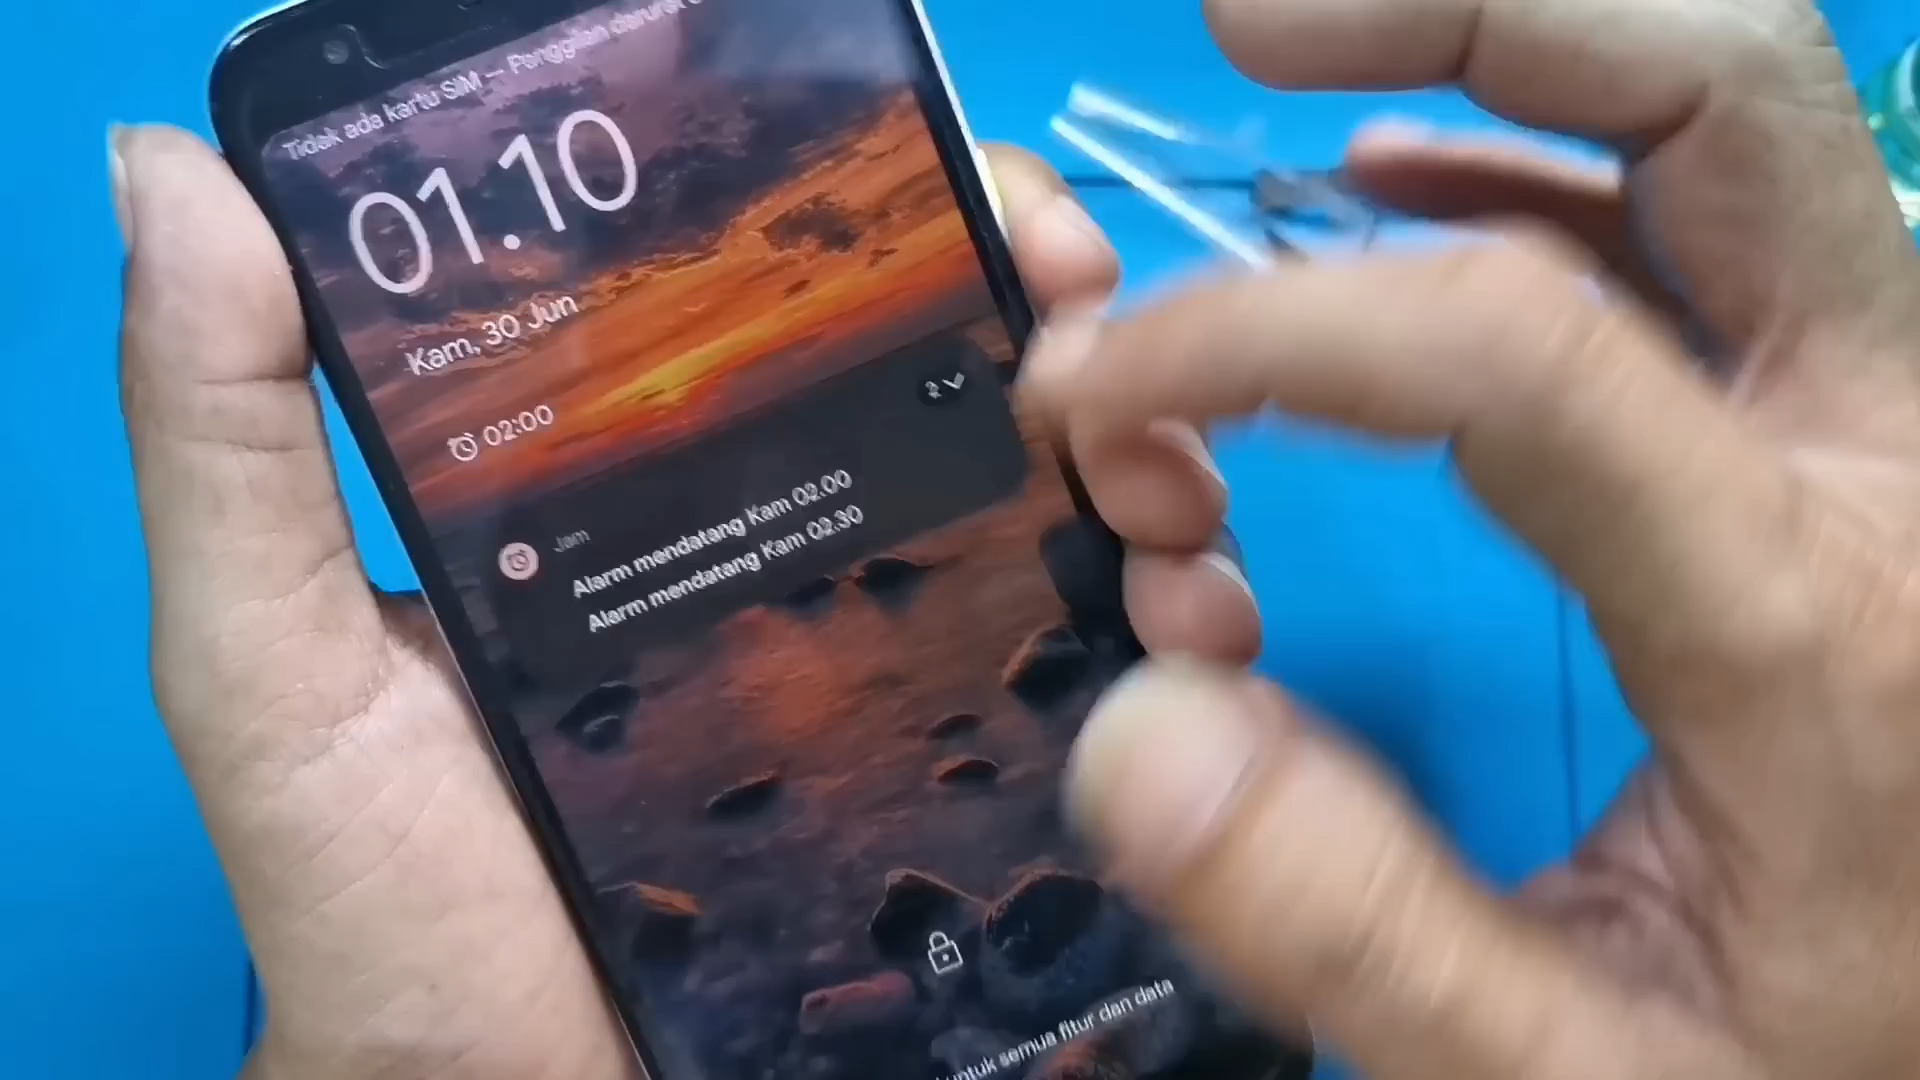 Tidak ada kartu SIM — Panggilan darurat
01.10
Kam, 30 Jun
02:00
2
Jam
Alarm mendatang Kam 02.00
Alarm mendatang Kam 02.30
untuk semua fitur dan data